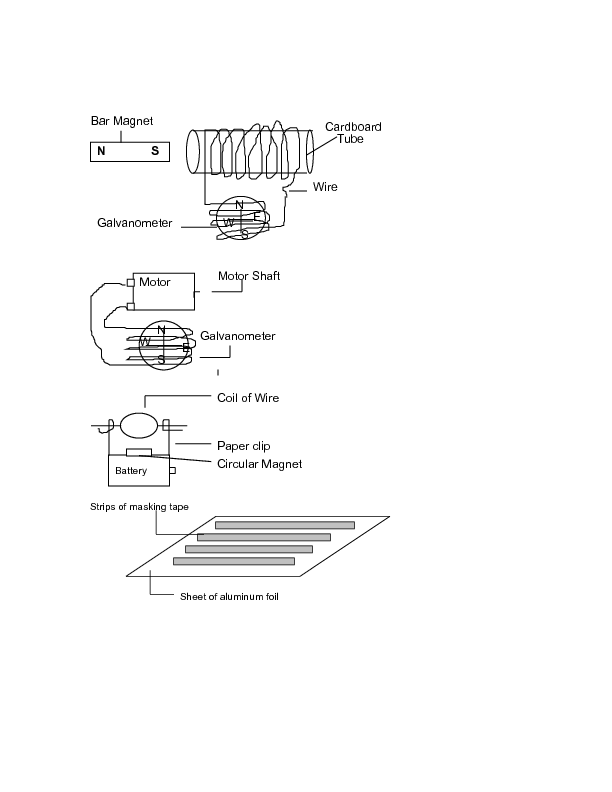 Bar Magnet
N S
Cardboard
Tube
Wire
N
W E
S
Galvanometer
Motor
Motor Shaft
N
W
E
S
Galvanometer
Coil of Wire
Paper clip
Circular Magnet
Battery
Strips of masking tape
Sheet of aluminum foil